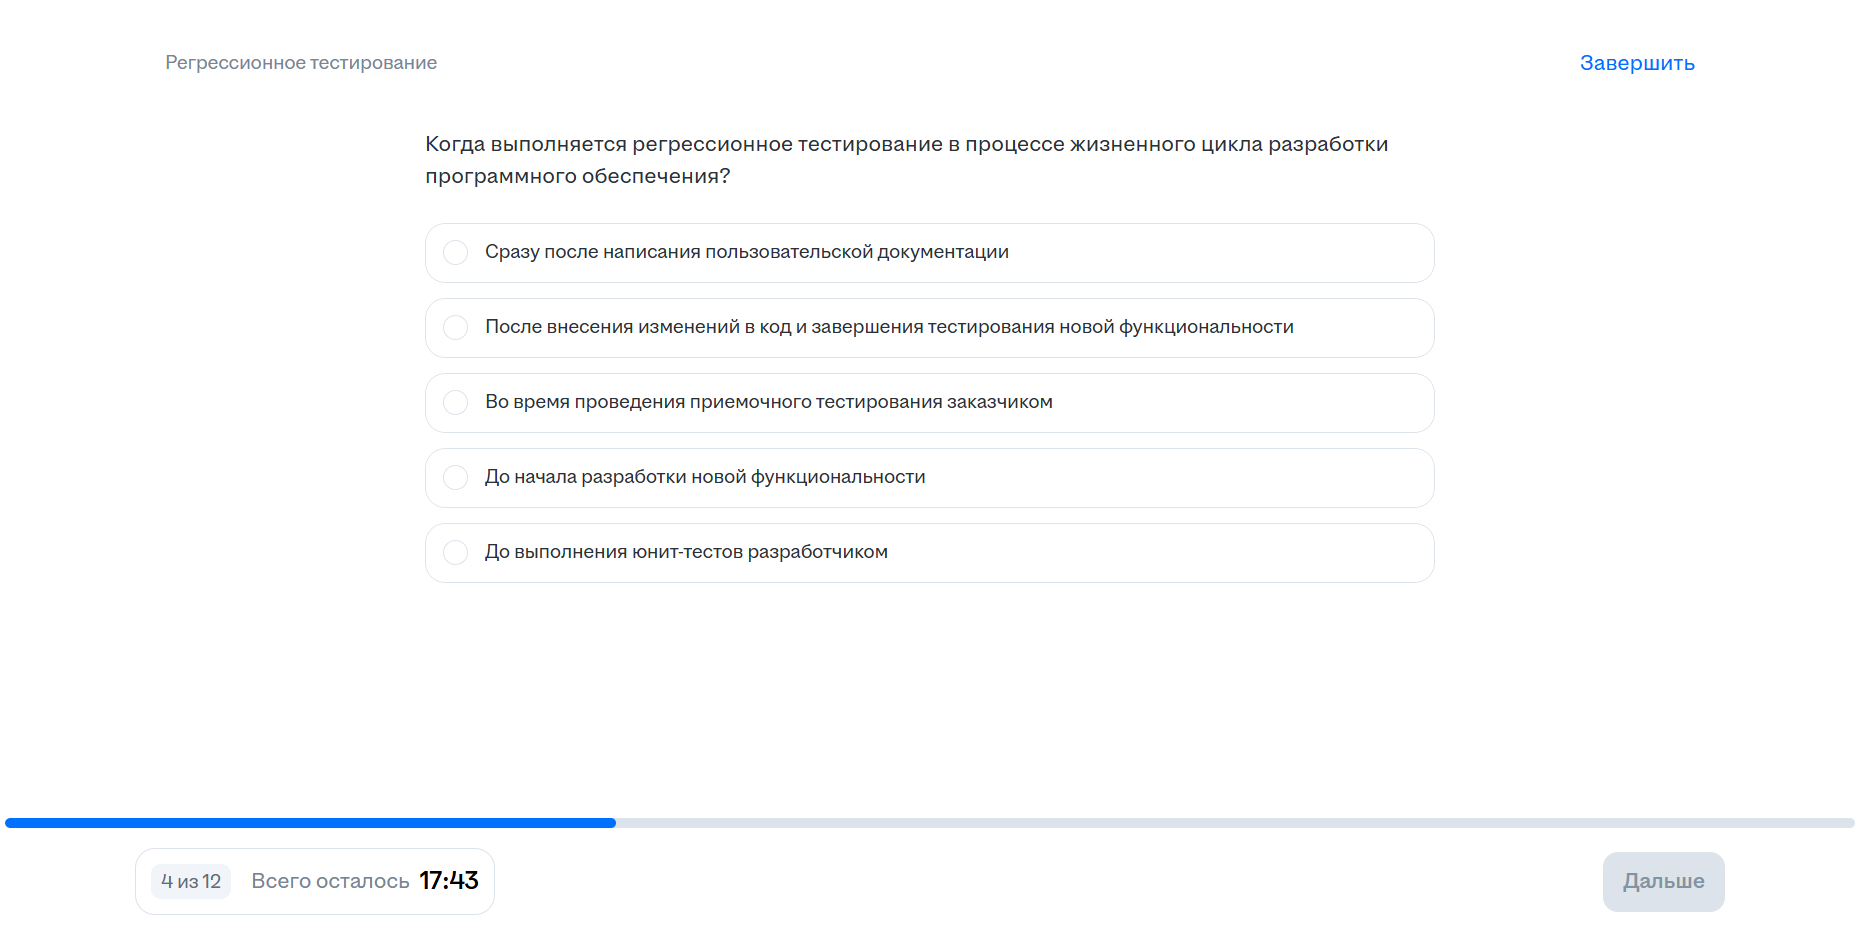 Регрессионное тестирование
Завершить
Когда выполняется регрессионное тестирование в процессе жизненного цикла разработки
программного обеспечения?
Сразу после написания пользовательской документации
После внесения изменений в код и завершения тестирования новой функциональности
Во время проведения приемочного тестирования заказчиком
До начала разработки новой функциональности
До выполнения юнит-тестов разработчиком
4 из 12
Всего осталось 17:43
Дальше